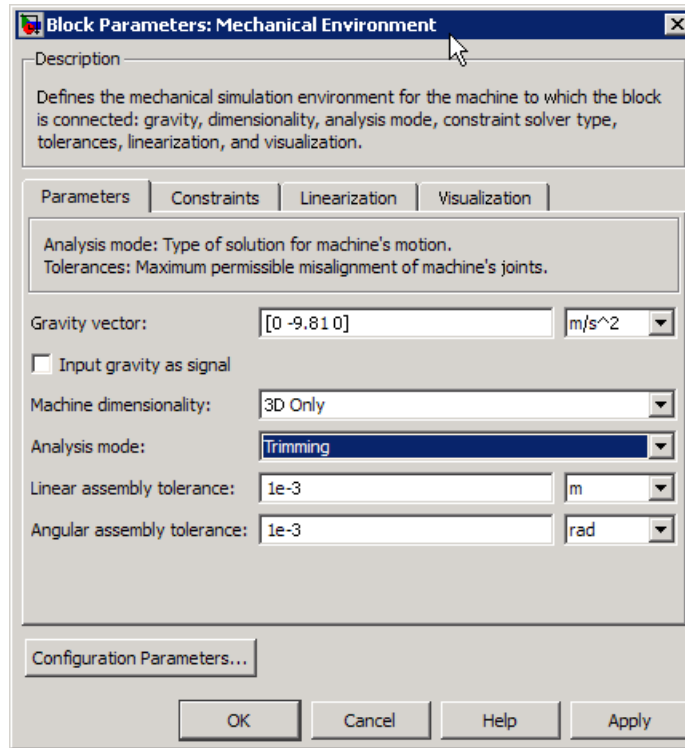 Block Parameters: Mechanical Environment
Description
Defines the mechanical simulation environment for the machine to which the block
is connected: gravity, dimensionality, analysis mode, constraint solver type,
tolerances, linearization, and visualization.
Parameters Constraints Linearization Visualization
Analysis mode: Type of solution for machine's motion.
Tolerances: Maximum permissible misalignment of machine's joints.
Gravity vector: [0 -9.81 0] m/s^2
Input gravity as signal
Machine dimensionality: 3D Only
Analysis mode: Trimming
Linear assembly tolerance: 1e-3 m
Angular assembly tolerance: 1e-3 rad
Configuration Parameters...
OK Cancel Help Apply